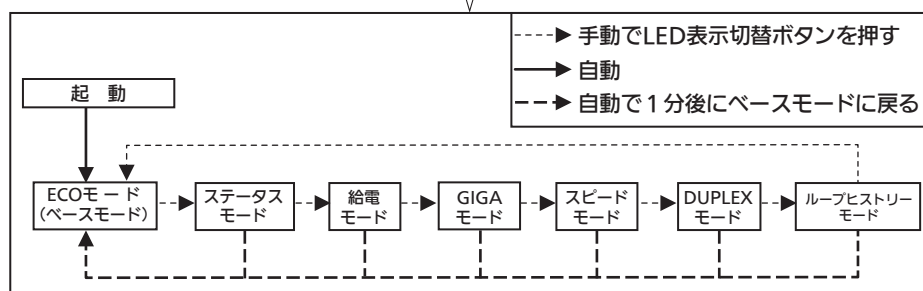 手動でLED表示切替ボタンを押す
自動
自動で1分後にベースモードに戻る
起 動
ECOモード
(ベースモード)
ステータス
モード
給電
モード
GIGA
モード
スピード
モード
DUPLEX
モード
ループヒストリー
モード